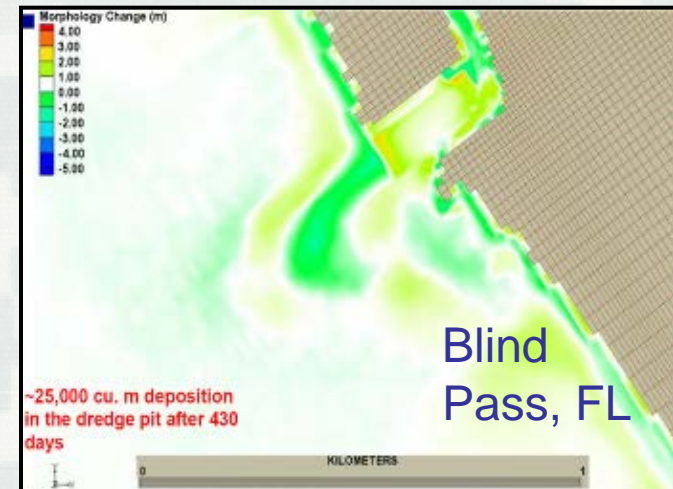 Morphology Change (m)
4.00
3.00
2.00
1.00
0.00
-1.00
-2.00
-3.00
-4.00
-5.00
Blind
Pass, FL
~25,000 cu. m deposition
in the dredge pit after 430
days
KILOMETERS
0 1